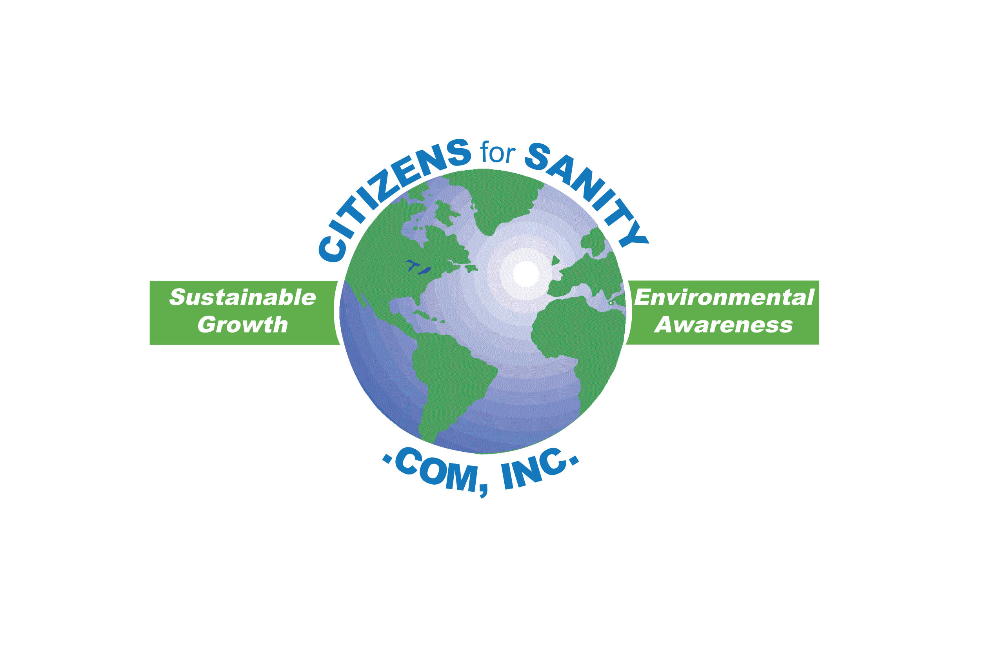 CITIZENS for SANITY
Sustainable
Growth
Environmental
Awareness
.COM, INC.